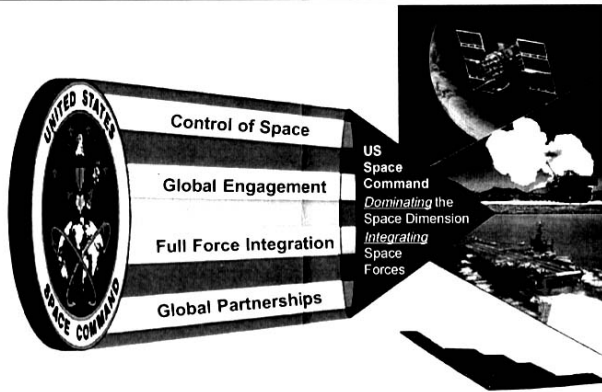 UNITED STATES
SPACE COMMAND
Control of Space
Global Engagement
Full Force Integration
Global Partnerships
US
Space
Command
Dominating the
Space Dimension
Integrating
Space
Forces